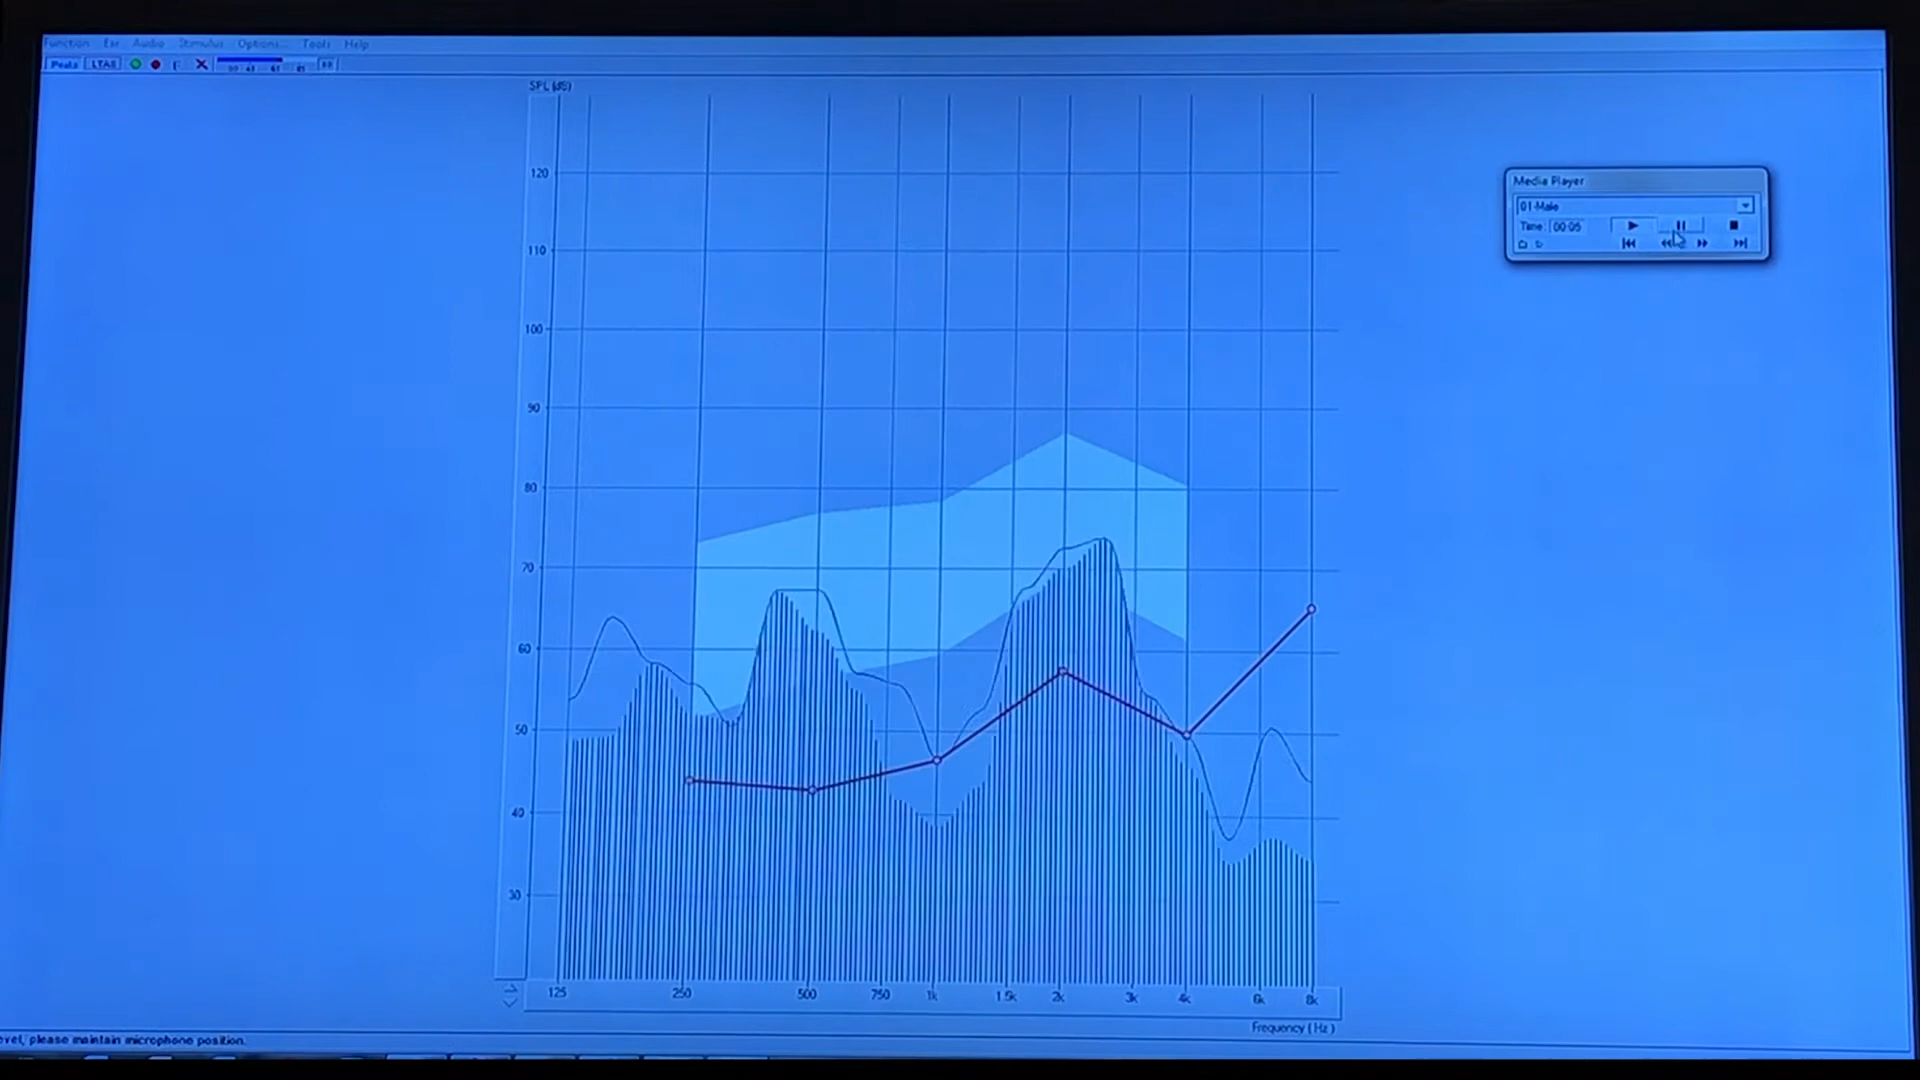 Function Ear Audio Stimulus Options... Tools Help
Peaks LTAS
SPL (dB)
120
110
100
90
80
70
60
50
40
30
125 250 500 750 1k 1.5k 2k 3k 4k 6k 8k
Frequency (Hz)
Media Player
01-Male
Time: 00:05
evel, please maintain microphone position.